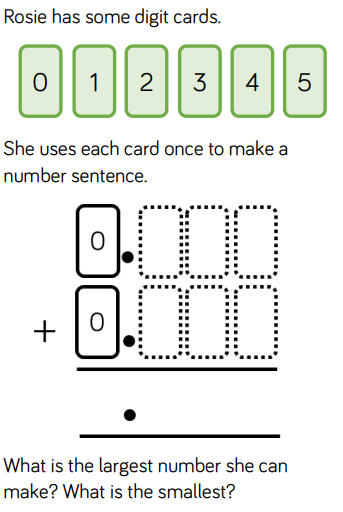 Rosie has some digit cards.
0 1 2 3 4 5
She uses each card once to make a
number sentence.
0.
+ 0.
.
What is the largest number she can
make? What is the smallest?